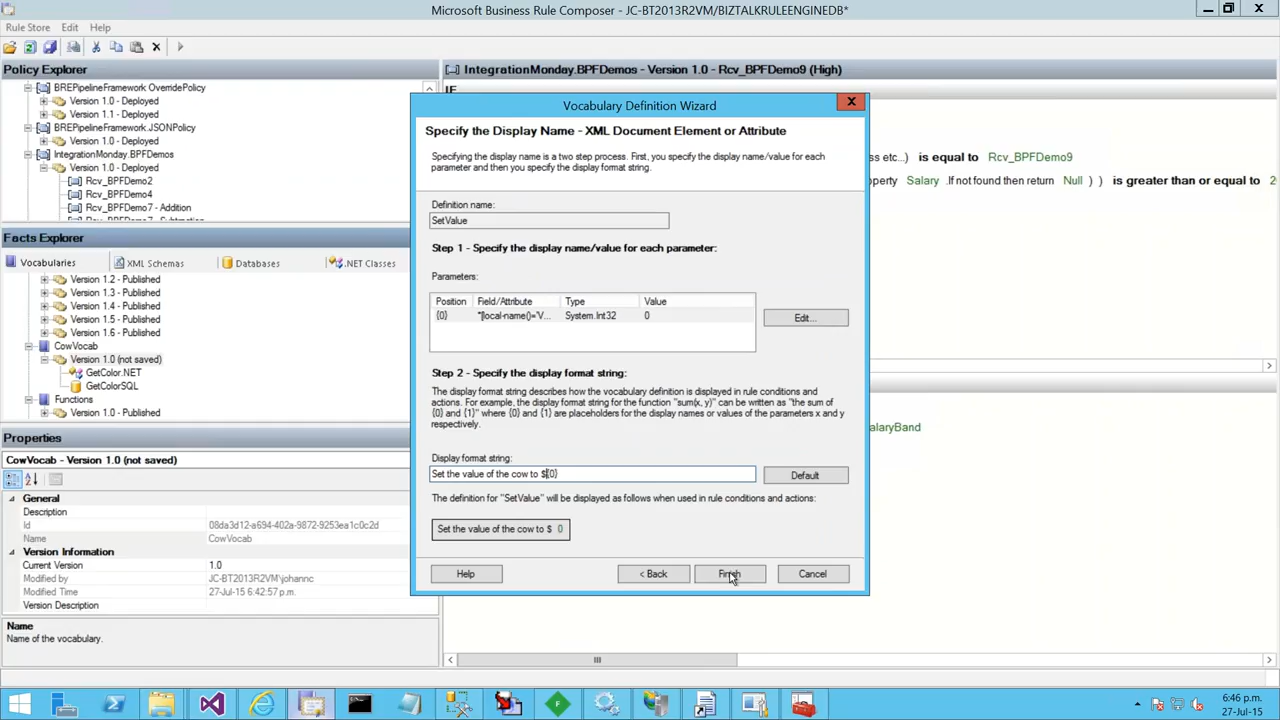 Microsoft Business Rule Composer - JC-BT2013R2VM/BIZTALKRULEENGINEDB*
Rule Store Edit Help
Policy Explorer
BREPipelineFramework.OverridePolicy
Version 1.0 - Deployed
Version 1.1 - Deployed
BREPipelineFramework.JSONPolicy
Version 1.0 - Deployed
IntegrationMonday.BPFDemos
Version 1.0 - Deployed
Rcv_BPFDemo2
Rcv_BPFDemo4
Rcv_BPFDemo7 - Addition
Rcv_BPFDemo7 - Subtraction
Facts Explorer
Vocabularies XML Schemas Databases .NET Classes
Version 1.2 - Published
Version 1.3 - Published
Version 1.4 - Published
Version 1.5 - Published
Version 1.6 - Published
CowVocab
Version 1.0 (not saved)
GetColor.NET
GetColorSQL
Functions
Version 1.0 - Published
Properties
CowVocab - Version 1.0 (not saved)
General
Description
Id 08da3d12-a694-402a-9872-9253ea1c0c2d
Name CowVocab
Version Information
Current Version 1.0
Modified by JC-BT2013R2VM\johannc
Modified Time 27-Jul-15 6:42:57 p.m.
Version Description
Name
Name of the vocabulary.
IntegrationMonday.BPFDemos - Version 1.0 - Rcv_BPFDemo9 (High)
IF
ss etc...) is equal to Rcv_BPFDemo9
operty Salary .If not found then return Null ) ) is greater than or equal to 2
alaryBand
Vocabulary Definition Wizard
Specify the Display Name - XML Document Element or Attribute
Specifying the display name is a two step process. First, you specify the display name/value for each
parameter and then you specify the display format string.
Definition name:
SetValue
Step 1 - Specify the display name/value for each parameter:
Parameters:
Position Field/Attribute Type Value
{0} *[local-name()='V... System.Int32 0
Edit...
Step 2 - Specify the display format string:
The display format string describes how the vocabulary definition is displayed in rule conditions and
actions. For example, the display format string for the function "sum(x, y)" can be written as "the sum of
{0} and {1}" where {0} and {1} are placeholders for the display names or values of the parameters x and y
respectively.
Display format string:
Set the value of the cow to ${0}
Default
The definition for "SetValue" will be displayed as follows when used in rule conditions and actions:
Set the value of the cow to $ 0
Help < Back Finish Cancel
6:46 p.m.
27-Jul-15